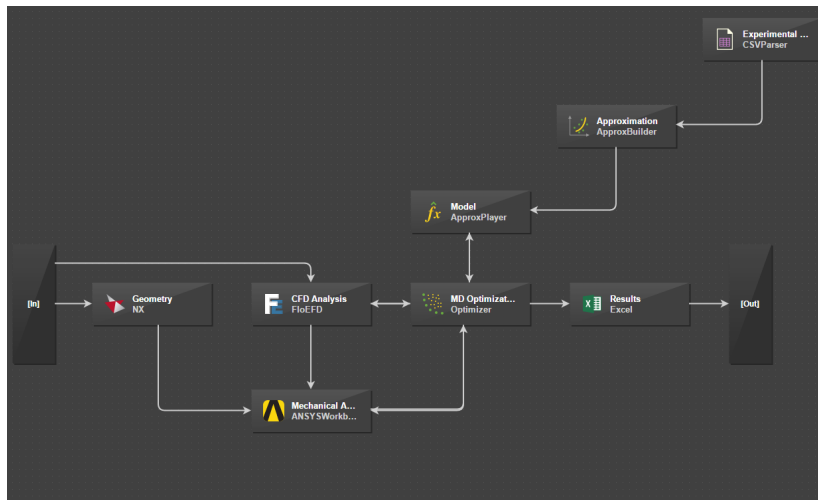 Experimental ...
CSVParser
Approximation
ApproxBuilder
f̂x
Model
ApproxPlayer
[In]
Geometry
NX
CFD Analysis
FloEFD
MD Optimizat...
Optimizer
Results
Excel
[Out]
Mechanical A...
ANSYSWorkb...